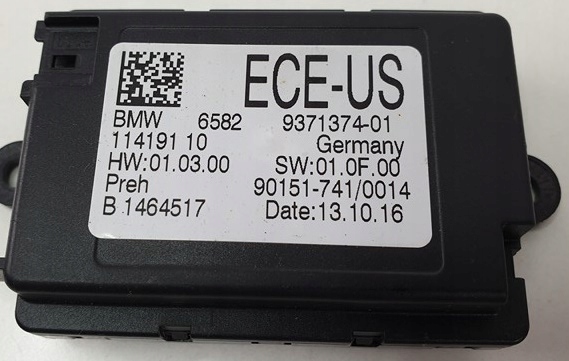 ECE-US
BMW 6582 9371374-01
114191 10 Germany
HW:01.03.00 SW:01.0F.00
Preh 90151-741/0014
B 1464517 Date:13.10.16